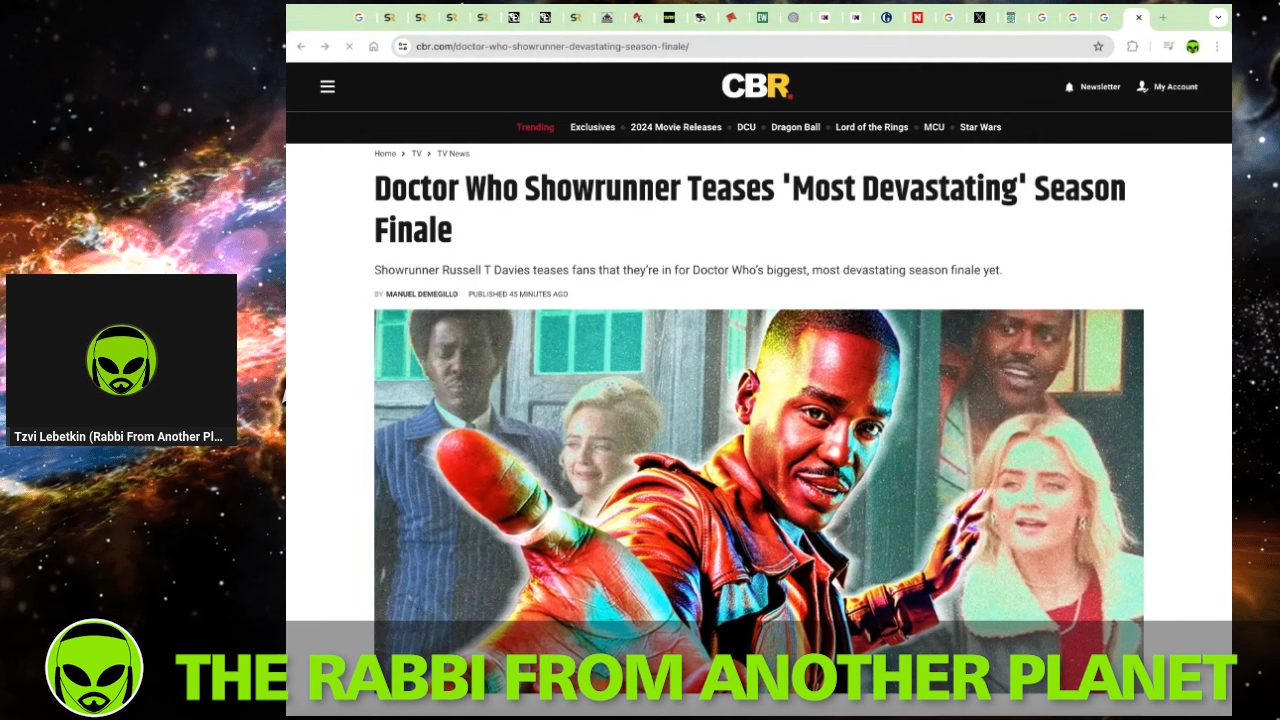 cbr.com/doctor-who-showrunner-devastating-season-finale/
CBR.
Newsletter
My Account
Trending Exclusives 2024 Movie Releases DCU Dragon Ball Lord of the Rings MCU Star Wars
Home > TV > TV News
Doctor Who Showrunner Teases 'Most Devastating' Season
Finale
Showrunner Russell T Davies teases fans that they're in for Doctor Who's biggest, most devastating season finale yet.
BY MANUEL DEMEGILLO PUBLISHED 45 MINUTES AGO
Tzvi Lebetkin (Rabbi From Another Pl...
THE RABBI FROM ANOTHER PLANET